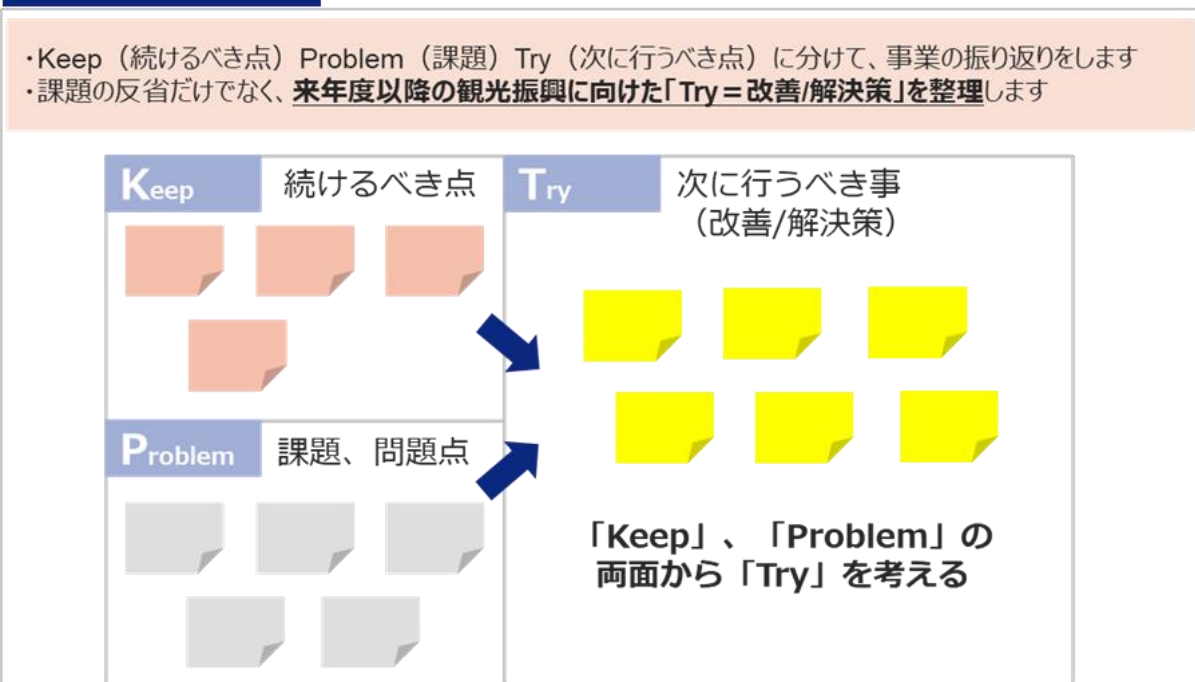 ・Keep（続けるべき点）Problem（課題）Try（次に行うべき点）に分けて、事業の振り返りをします
・課題の反省だけでなく、来年度以降の観光振興に向けた「Try＝改善/解決策」を整理します
Keep 続けるべき点
Try 次に行うべき事
（改善/解決策）
Problem 課題、問題点
「Keep」、「Problem」の
両面から「Try」を考える